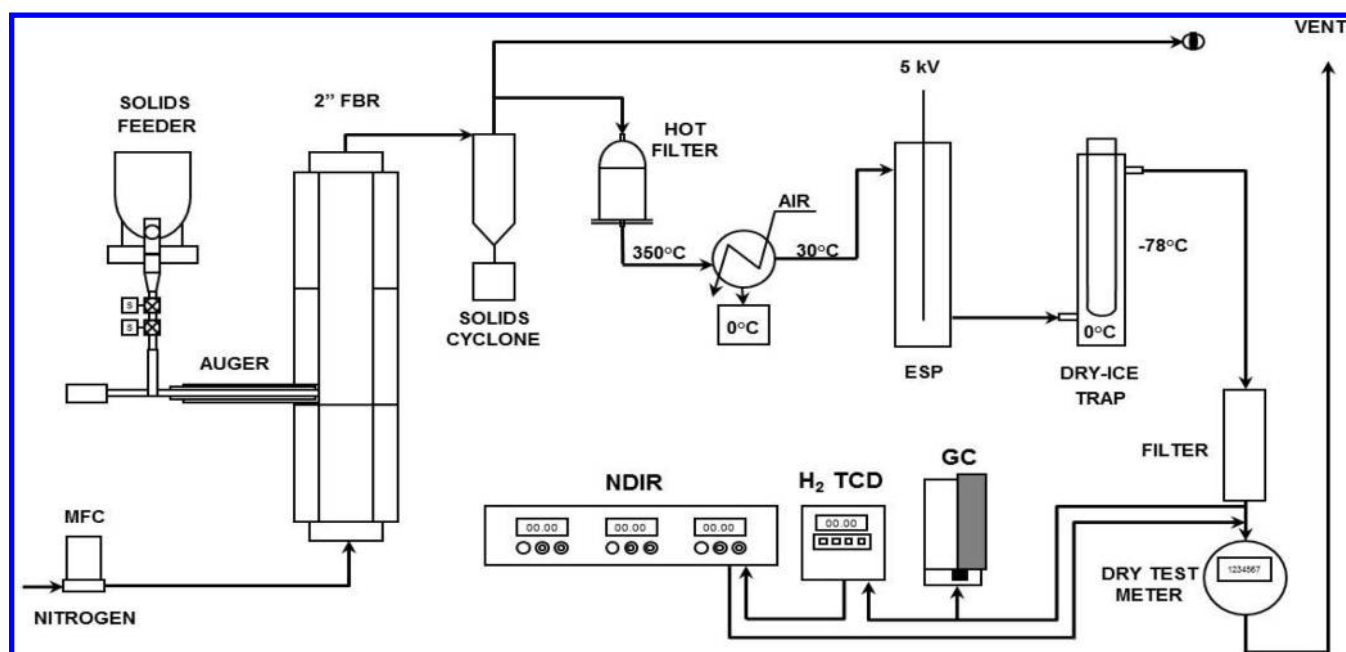 VENT
5 kV
SOLIDS
FEEDER
2” FBR
HOT
FILTER
AIR
350°C
30°C
-78°C
0°C
0°C
S
S
SOLIDS
CYCLONE
AUGER
ESP
DRY-ICE
TRAP
FILTER
NDIR
H₂ TCD
GC
00.00
00.00
00.00
00.00
MFC
NITROGEN
DRY TEST
METER
1234567